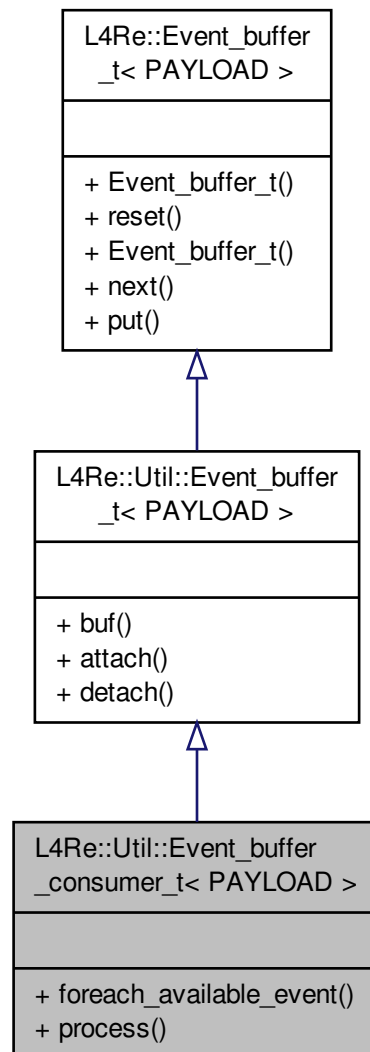 L4Re::Event_buffer
_t< PAYLOAD >
+ Event_buffer_t()
+ reset()
+ Event_buffer_t()
+ next()
+ put()
L4Re::Util::Event_buffer
_t< PAYLOAD >
+ buf()
+ attach()
+ detach()
L4Re::Util::Event_buffer
_consumer_t< PAYLOAD >
+ foreach_available_event()
+ process()